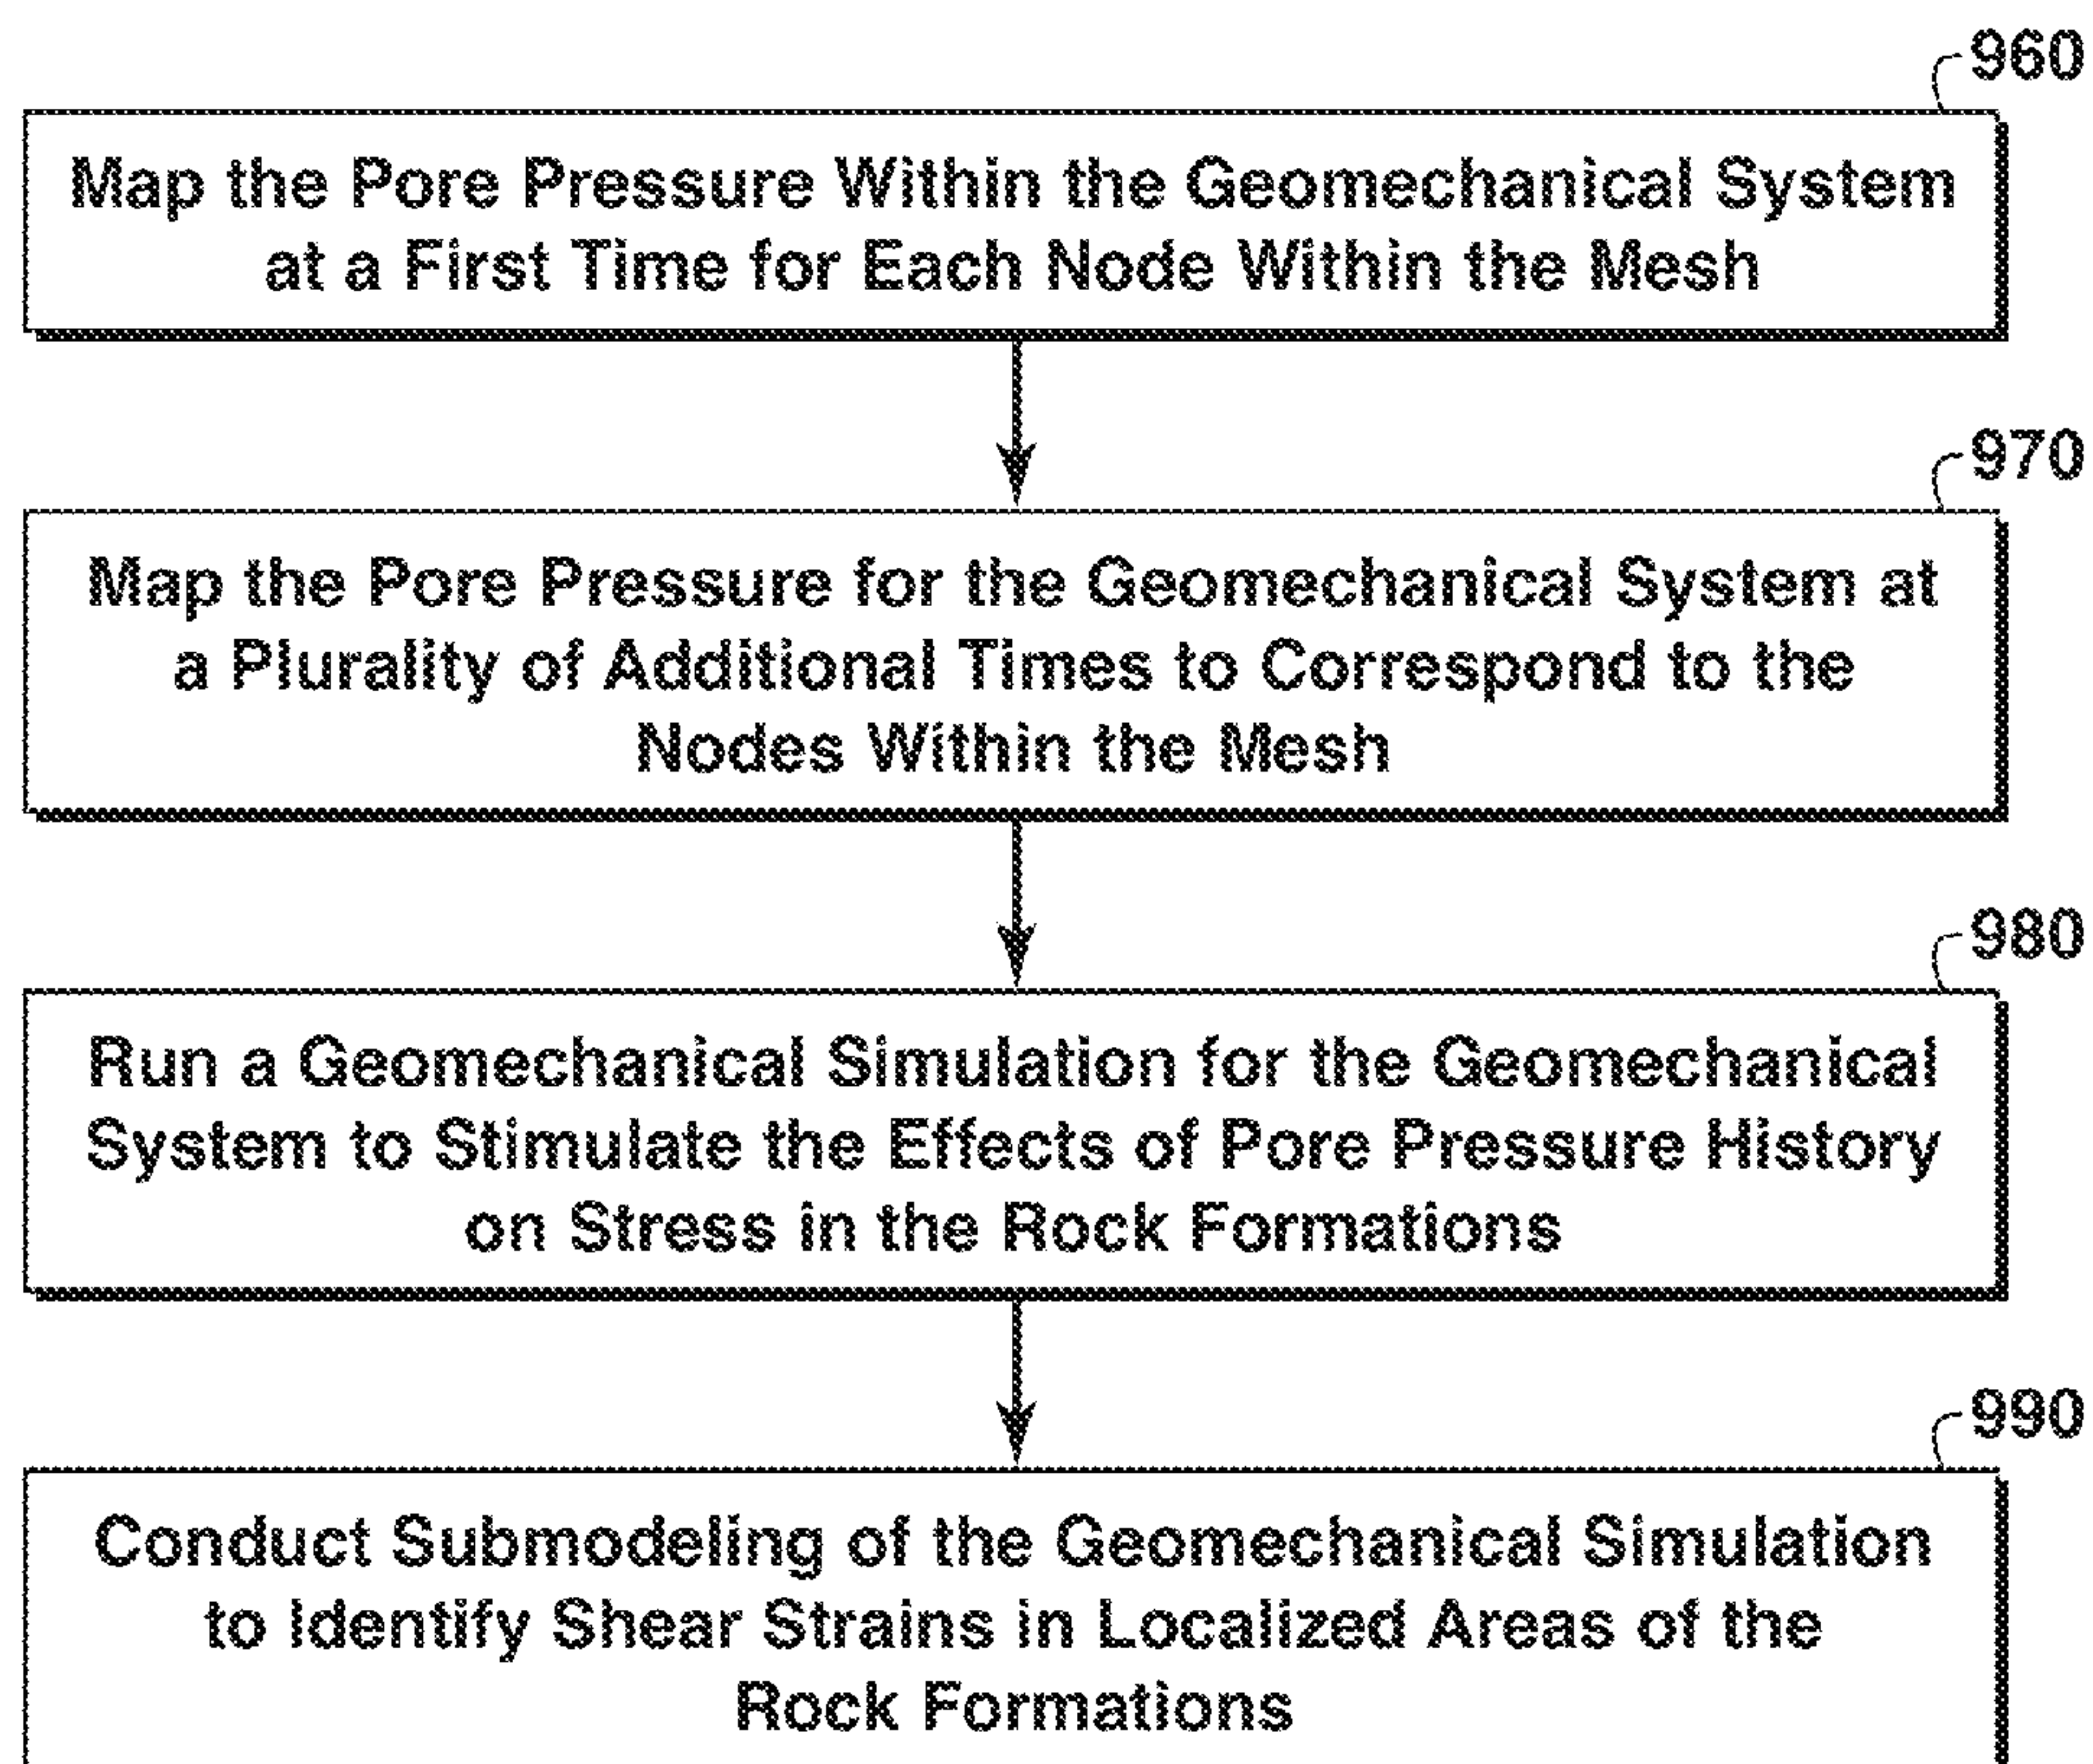 960
Map the Pore Pressure Within the Geomechanical System
at a First Time for Each Node Within the Mesh
970
Map the Pore Pressure for the Geomechanical System at
a Plurality of Additional Times to Correspond to the
Nodes Within the Mesh
980
Run a Geomechanical Simulation for the Geomechanical
System to Stimulate the Effects of Pore Pressure History
on Stress in the Rock Formations
990
Conduct Submodeling of the Geomechanical Simulation
to Identify Shear Strains in Localized Areas of the
Rock Formations